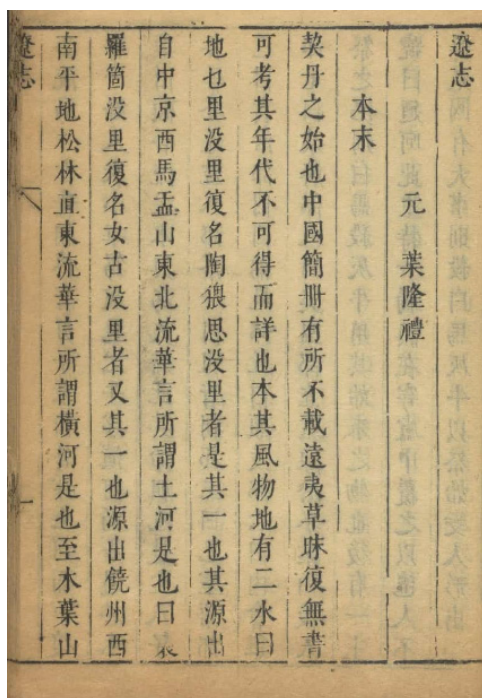 遼志
元 葉隆禮
本末
契丹之始也中國簡冊有所不載遠夷草昧復無書
可考其年代不可得而詳也本其風物地有二水曰
地乜里沒里復名陶猥思沒里者是其一也其源出
自中京西馬盂山東北流華言所謂土河是也曰裊
羅箇沒里復名女古沒里者又其一也源出饒州西
南平地松林直東流華言所謂橫河是也至木葉山
遼志